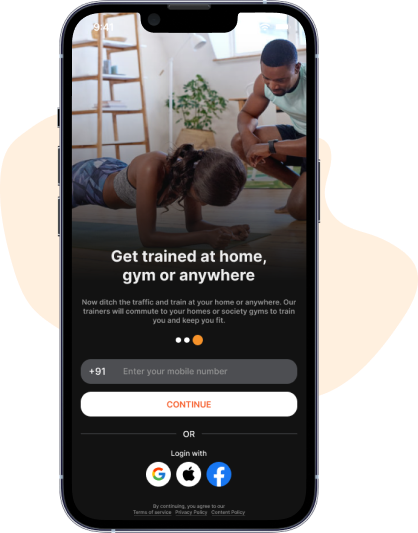 9:41
Get trained at home,
gym or anywhere
Now ditch the traffic and train at your home or anywhere. Our
trainers will commute to your homes or society gyms to train
you and keep you fit.
+91 Enter your mobile number
CONTINUE
OR
Login with
By continuing, you agree to our
Terms of service Privacy Policy Content Policy